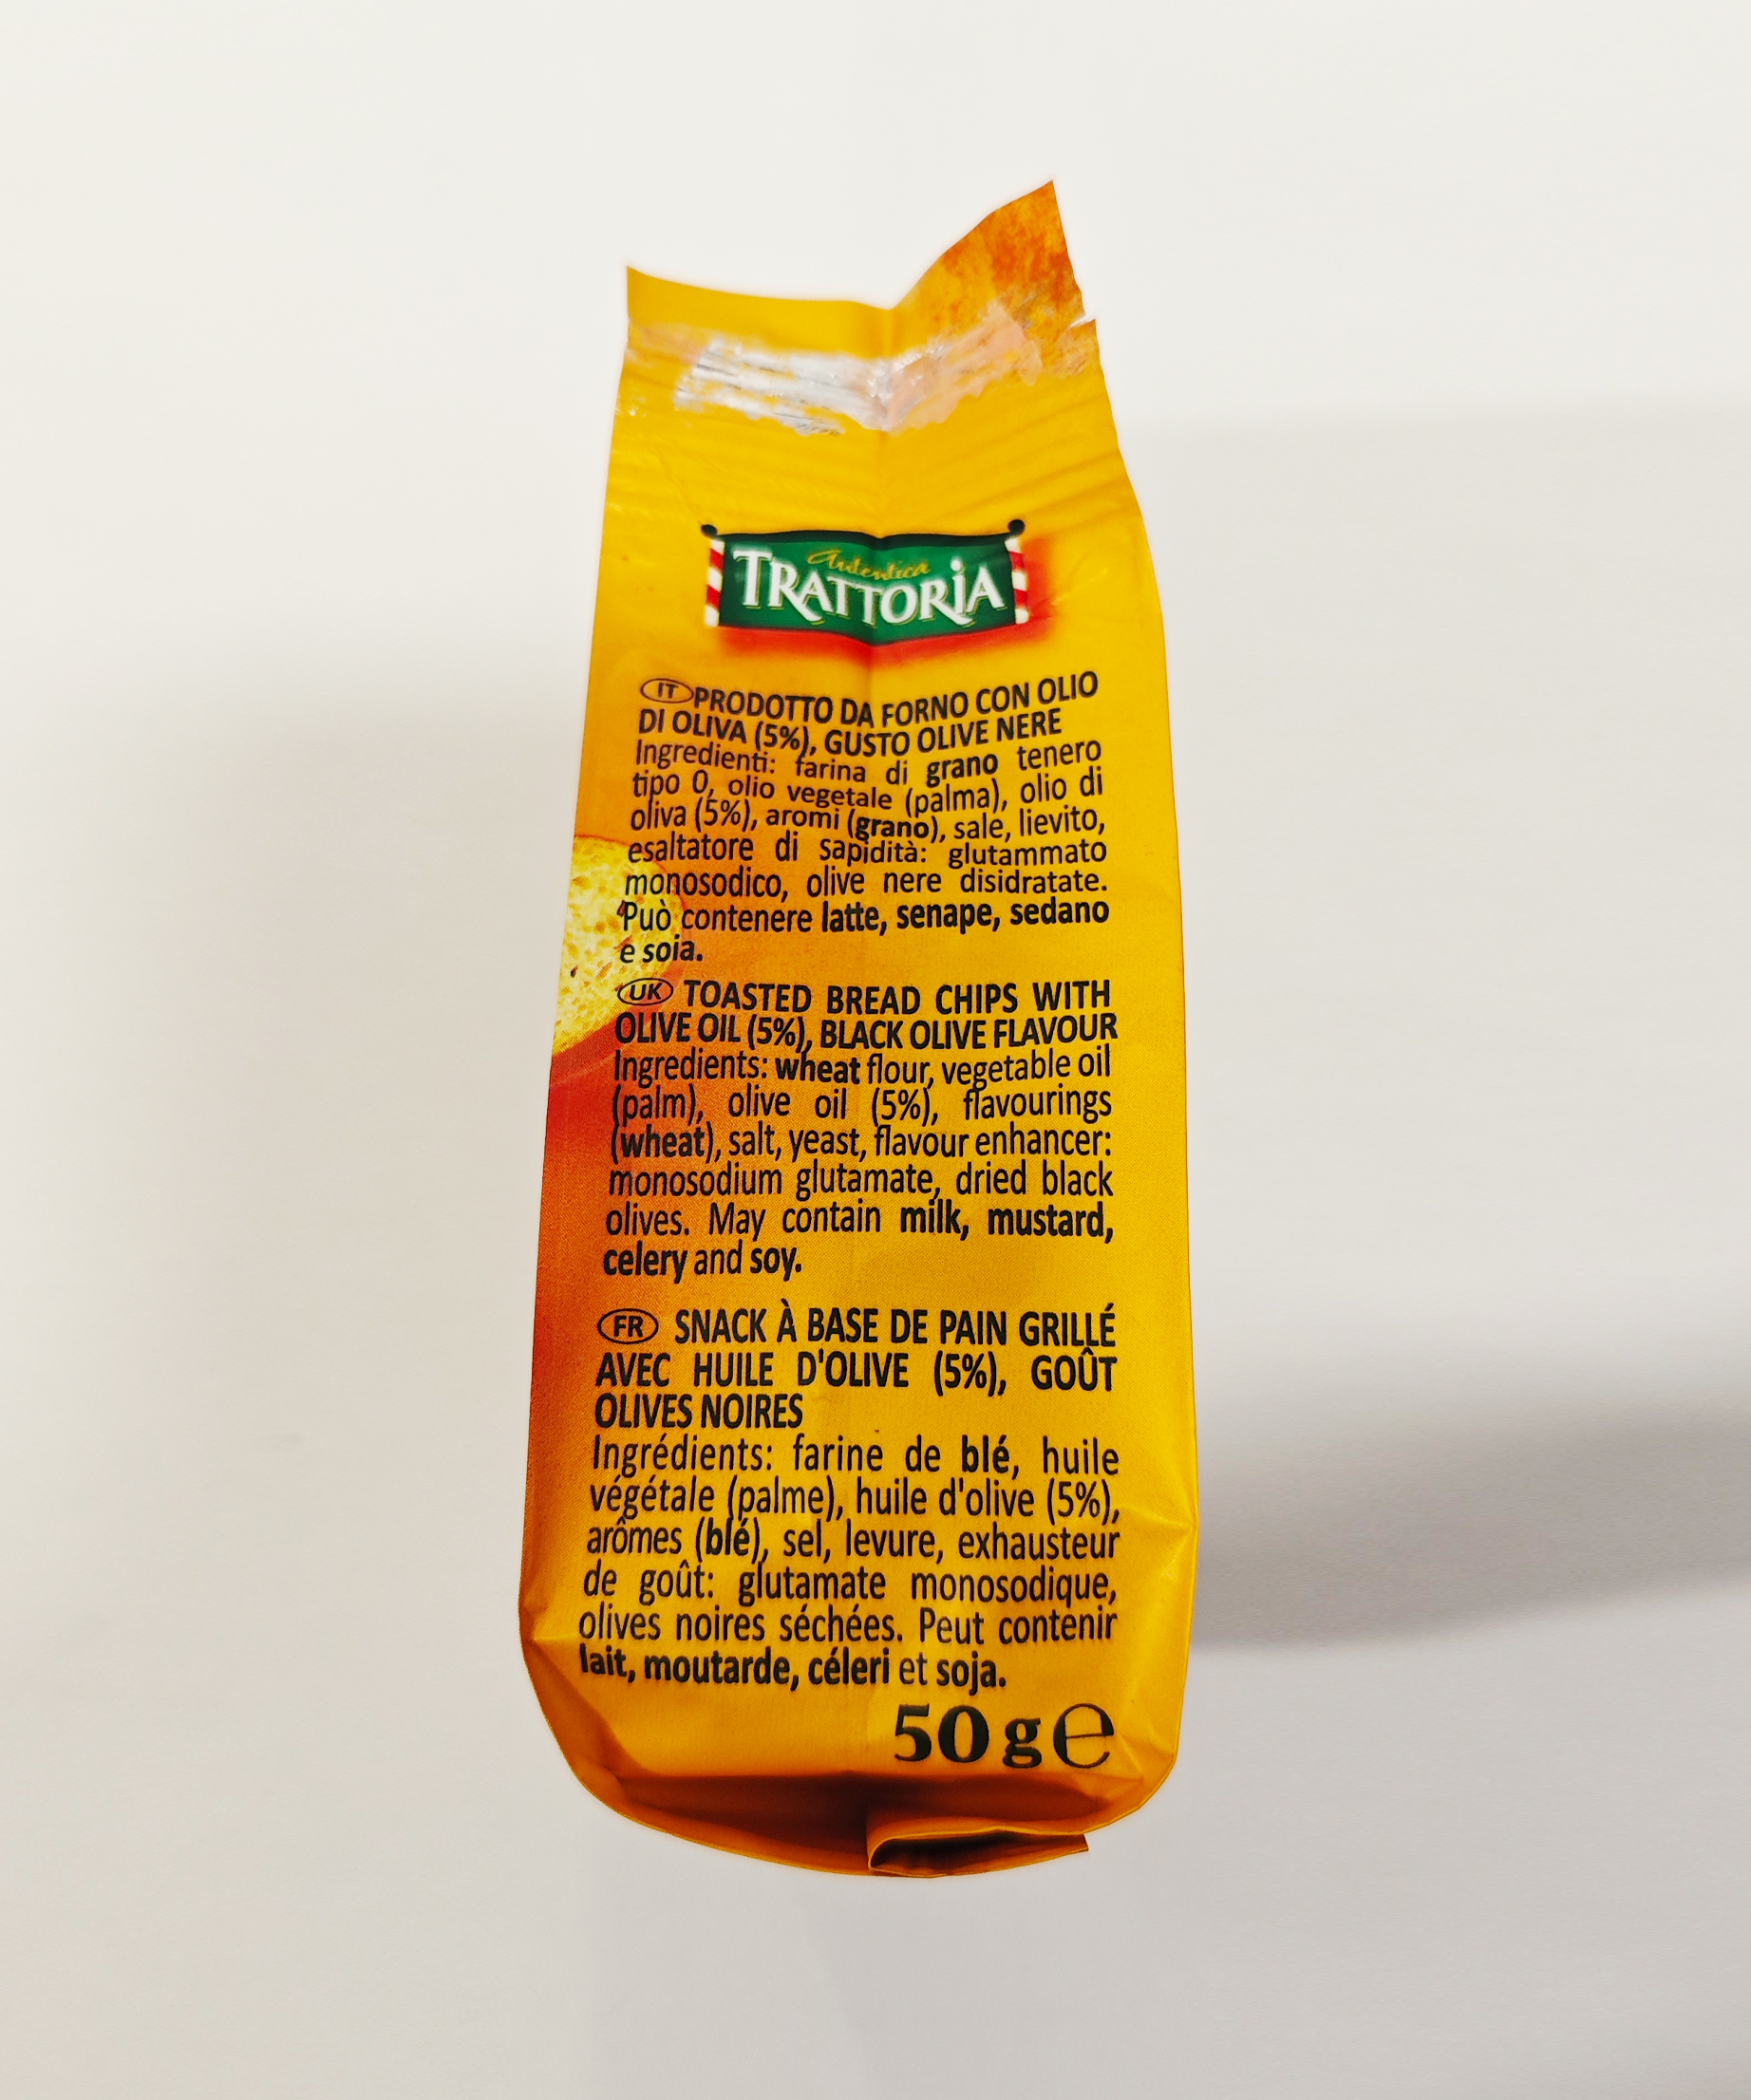 Autentica
TRATTORIA
IT PRODOTTO DA FORNO CON OLIO
DI OLIVA (5%), GUSTO OLIVE NERE
Ingredienti: farina di grano tenero
tipo 0, olio vegetale (palma), olio di
oliva (5%), aromi (grano), sale, lievito,
esaltatore di sapidità: glutammato
monosodico, olive nere disidratate.
Può contenere latte, senape, sedano
e soia.
UK TOASTED BREAD CHIPS WITH
OLIVE OIL (5%), BLACK OLIVE FLAVOUR
Ingredients: wheat flour, vegetable oil
(palm), olive oil (5%), flavourings
(wheat), salt, yeast, flavour enhancer:
monosodium glutamate, dried black
olives. May contain milk, mustard,
celery and soy.
FR SNACK À BASE DE PAIN GRILLÉ
AVEC HUILE D'OLIVE (5%), GOÛT
OLIVES NOIRES
Ingrédients: farine de blé, huile
végétale (palme), huile d'olive (5%),
arômes (blé), sel, levure, exhausteur
de goût: glutamate monosodique,
olives noires séchées. Peut contenir
lait, moutarde, céleri et soja.
50 g ℮